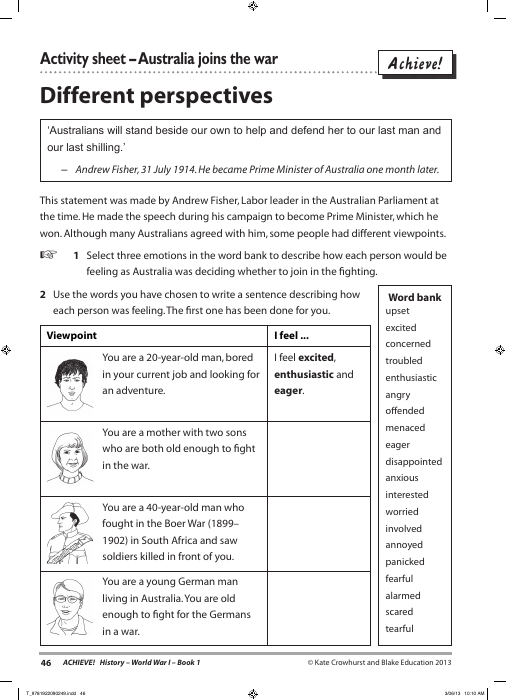 Activity sheet – Australia joins the war
Achieve!
Different perspectives
'Australians will stand beside our own to help and defend her to our last man and
our last shilling.'
– Andrew Fisher, 31 July 1914. He became Prime Minister of Australia one month later.
This statement was made by Andrew Fisher, Labor leader in the Australian Parliament at
the time. He made the speech during his campaign to become Prime Minister, which he
won. Although many Australians agreed with him, some people had different viewpoints.
1 Select three emotions in the word bank to describe how each person would be
feeling as Australia was deciding whether to join in the fighting.
2 Use the words you have chosen to write a sentence describing how
each person was feeling. The first one has been done for you.
Viewpoint
I feel ...
You are a 20-year-old man, bored
in your current job and looking for
an adventure.
I feel excited,
enthusiastic and
eager.
You are a mother with two sons
who are both old enough to fight
in the war.
You are a 40-year-old man who
fought in the Boer War (1899–
1902) in South Africa and saw
soldiers killed in front of you.
You are a young German man
living in Australia. You are old
enough to fight for the Germans
in a war.
Word bank
upset
excited
concerned
troubled
enthusiastic
angry
offended
menaced
eager
disappointed
anxious
interested
worried
involved
annoyed
panicked
fearful
alarmed
scared
tearful
46 ACHIEVE! History – World War I – Book 1
© Kate Crowhurst and Blake Education 2013
T_9781922090249.indd 46
3/06/13 10:10 AM